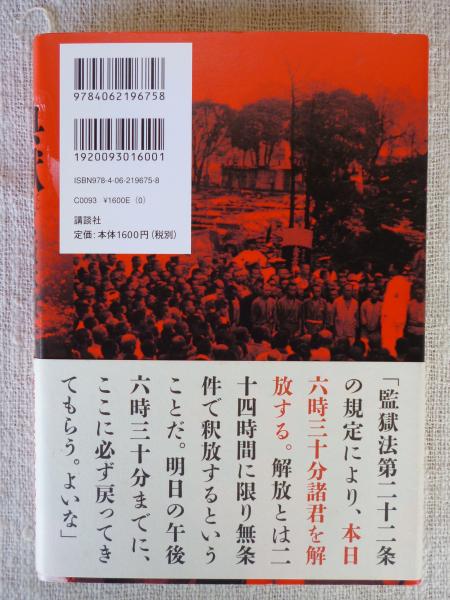 9784062196758
1920093016001
ISBN978-4-06-219675-8
C0093 ¥1600E (0)
講談社
定価:本体1600円(税別)
「監獄法第二十二条
の規定により、本日
六時三十分諸君を解
放する。解放とは二
十四時間に限り無条
件で釈放するという
ことだ。明日の午後
六時三十分までに、
ここに必ず戻ってき
てもらう。よいな」